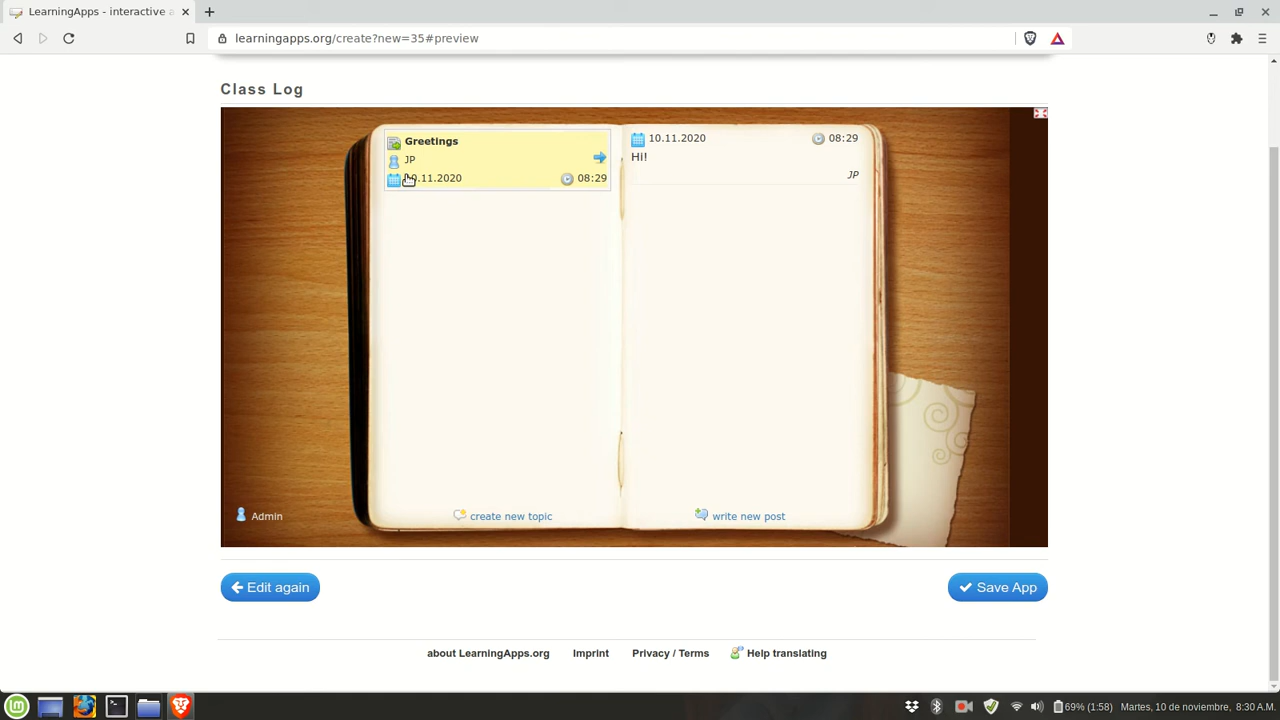 LearningApps - interactive a
learningapps.org/create?new=35#preview
Class Log
Greetings
JP
10.11.2020 08:29
10.11.2020 08:29
Hi!
JP
Admin
create new topic
write new post
Edit again
Save App
about LearningApps.org Imprint Privacy / Terms Help translating
69% (1:58) Martes, 10 de noviembre, 8:30 A.M.